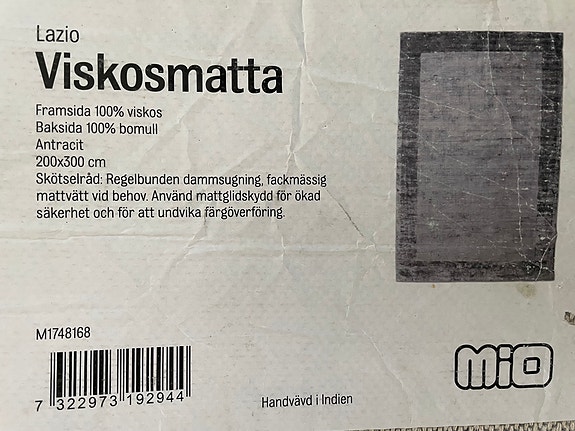 Lazio
Viskosmatta
Framsida 100% viskos
Baksida 100% bomull
Antracit
200x300 cm
Skötselråd: Regelbunden dammsugning, fackmässig
mattvätt vid behov. Använd mattglidskydd för ökad
säkerhet och för att undvika färgöverföring.
M1748168
7 322973 192944
Handvävd i Indien
MiO